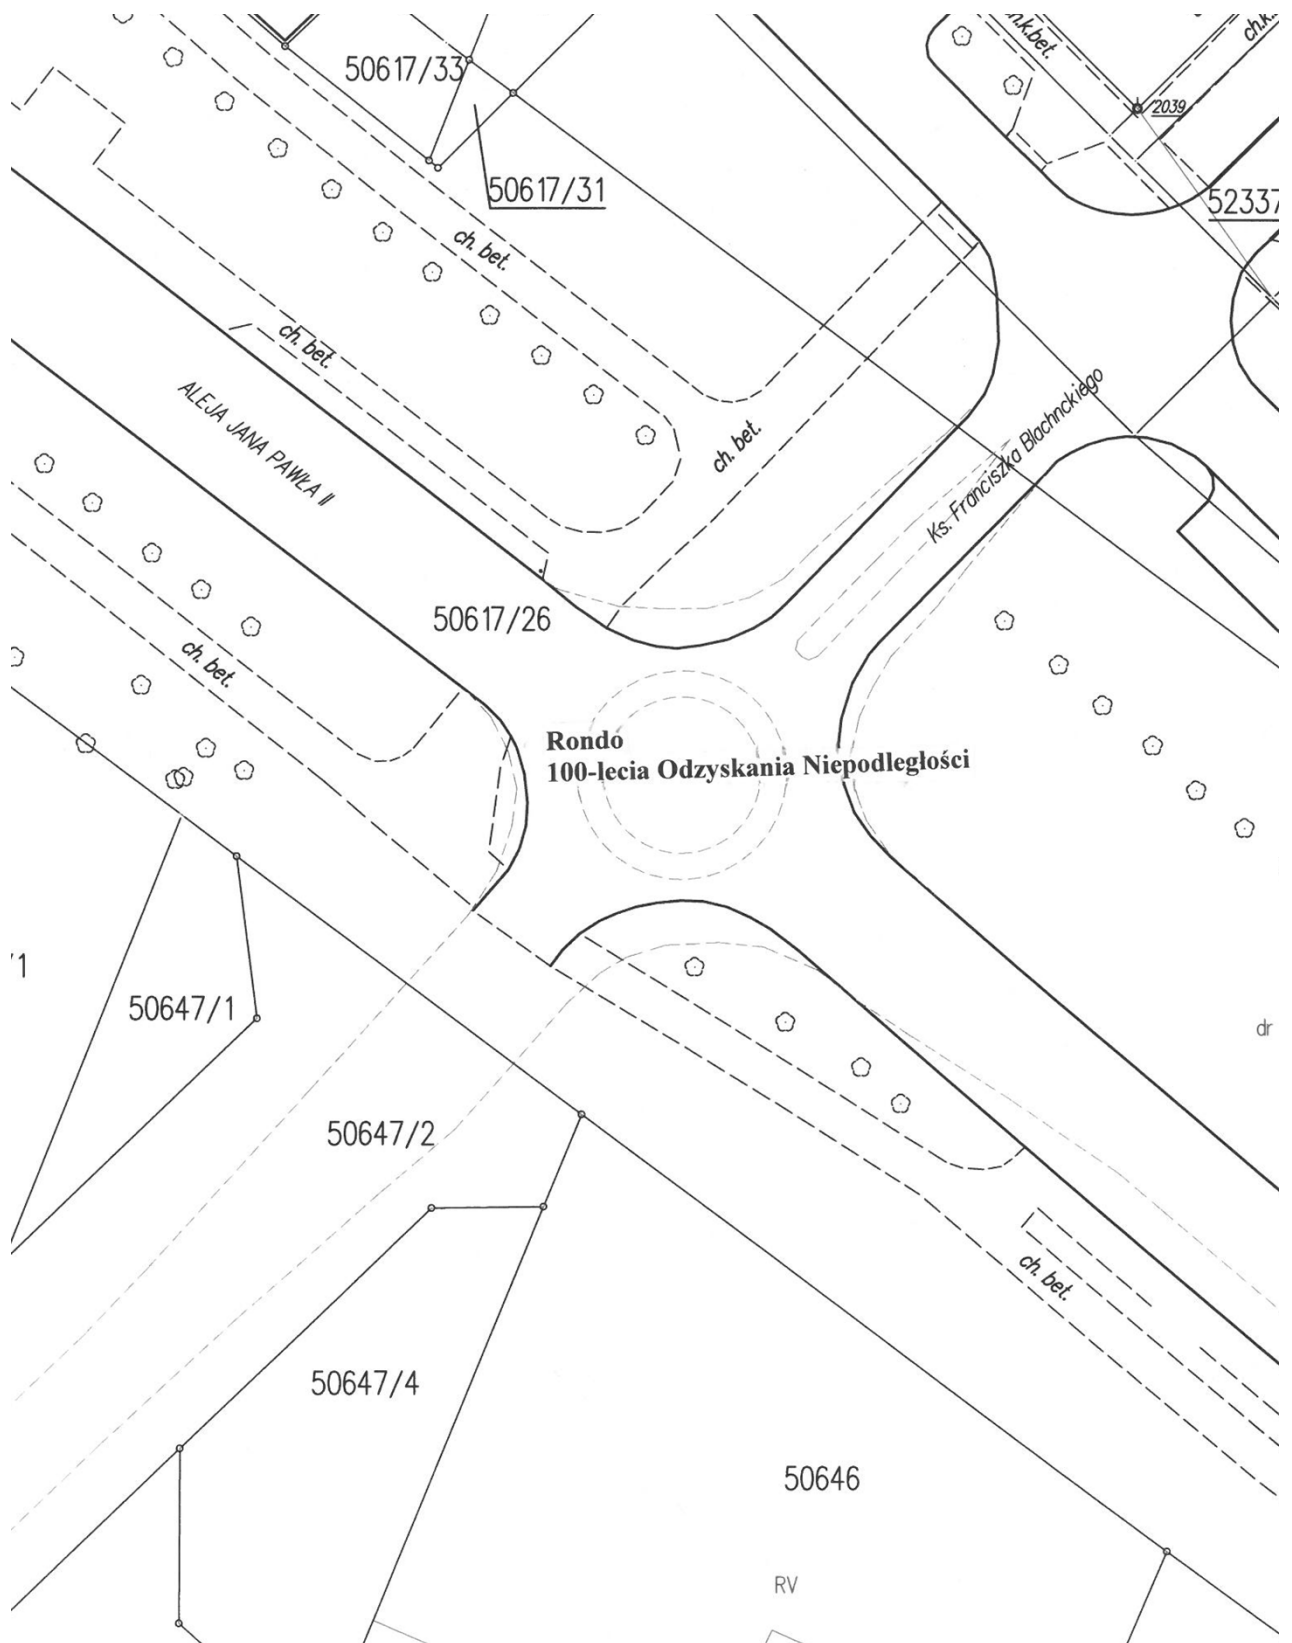 ch.k.bet.
ch.k.
50617/33
2039
50617/31
52337
ch. bet.
ch. bet.
ALEJA JANA PAWŁA II
ch. bet.
Ks. Franciszka Blachnckiego
50617/26
ch. bet.
Rondo
100-lecia Odzyskania Niepodległości
/1
50647/1
dr
50647/2
ch. bet.
50647/4
50646
RV